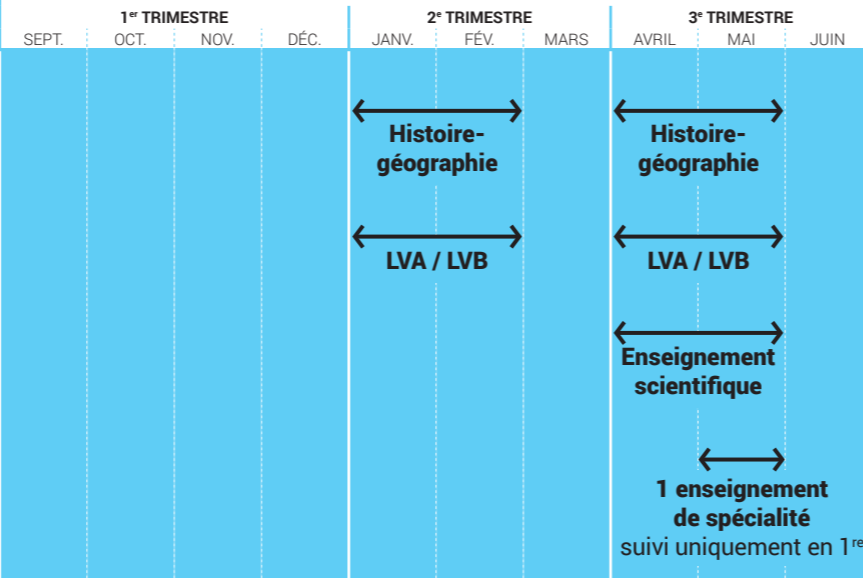 1er TRIMESTRE 2e TRIMESTRE 3e TRIMESTRE
SEPT. OCT. NOV. DÉC. JANV. FÉV. MARS AVRIL MAI JUIN
Histoire-
géographie
Histoire-
géographie
LVA / LVB
LVA / LVB
Enseignement
scientifique
1 enseignement
de spécialité
suivi uniquement en 1re